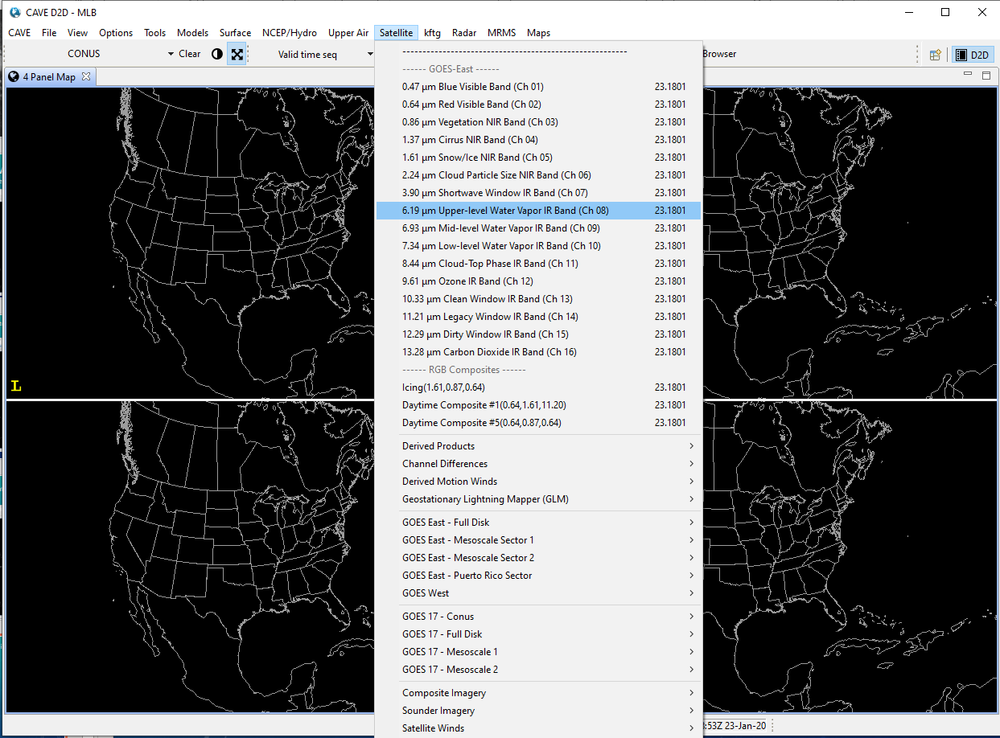 CAVE D2D - MLB
CAVE File View Options Tools Models Surface NCEP/Hydro Upper Air Satellite kftg Radar MRMS Maps
CONUS Clear Valid time seq Browser D2D
4 Panel Map
------------------------------------------------------
------ GOES-East ------
0.47 µm Blue Visible Band (Ch 01) 23.1801
0.64 µm Red Visible Band (Ch 02) 23.1801
0.86 µm Vegetation NIR Band (Ch 03) 23.1801
1.37 µm Cirrus NIR Band (Ch 04) 23.1801
1.61 µm Snow/Ice NIR Band (Ch 05) 23.1801
2.24 µm Cloud Particle Size NIR Band (Ch 06) 23.1801
3.90 µm Shortwave Window IR Band (Ch 07) 23.1801
6.19 µm Upper-level Water Vapor IR Band (Ch 08) 23.1801
6.93 µm Mid-level Water Vapor IR Band (Ch 09) 23.1801
7.34 µm Low-level Water Vapor IR Band (Ch 10) 23.1801
8.44 µm Cloud-Top Phase IR Band (Ch 11) 23.1801
9.61 µm Ozone IR Band (Ch 12) 23.1801
10.33 µm Clean Window IR Band (Ch 13) 23.1801
11.21 µm Legacy Window IR Band (Ch 14) 23.1801
12.29 µm Dirty Window IR Band (Ch 15) 23.1801
13.28 µm Carbon Dioxide IR Band (Ch 16) 23.1801
------ RGB Composites ------
Icing(1.61,0.87,0.64) 23.1801
Daytime Composite #1(0.64,1.61,11.20) 23.1801
Daytime Composite #5(0.64,0.87,0.64) 23.1801
Derived Products
Channel Differences
Derived Motion Winds
Geostationary Lightning Mapper (GLM)
GOES East - Full Disk
GOES East - Mesoscale Sector 1
GOES East - Mesoscale Sector 2
GOES East - Puerto Rico Sector
GOES West
GOES 17 - Conus
GOES 17 - Full Disk
GOES 17 - Mesoscale 1
GOES 17 - Mesoscale 2
Composite Imagery
Sounder Imagery
Satellite Winds
L
:53Z 23-Jan-20